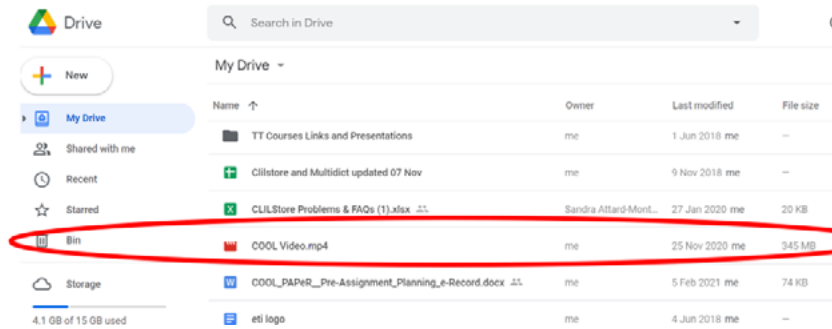 Drive
Search in Drive
New
My Drive
Shared with me
Recent
Starred
Bin
Storage
4.1 GB of 15 GB used
My Drive
Name Owner Last modified File size
TT Courses Links and Presentations me 1 Jun 2018 me –
Clilstore and Multidict updated 07 Nov me 9 Nov 2018 me –
CLILStore Problems & FAQs (1).xlsx Sandra Attard-Mont... 27 Jan 2020 me 20 KB
COOL Video.mp4 me 25 Nov 2020 me 345 MB
COOL_PAPeR__Pre-Assignment_Planning_e-Record.docx me 5 Feb 2021 me 74 KB
eti logo me 4 Jun 2018 me –